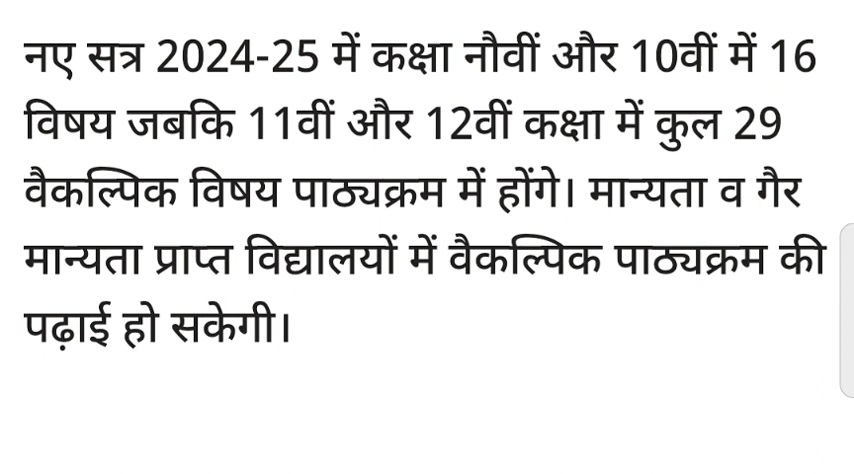 नए सत्र 2024-25 में कक्षा नौवीं और 10वीं में 16
विषय जबकि 11वीं और 12वीं कक्षा में कुल 29
वैकल्पिक विषय पाठ्यक्रम में होंगे। मान्यता व गैर
मान्यता प्राप्त विद्यालयों में वैकल्पिक पाठ्यक्रम की
पढ़ाई हो सकेगी।